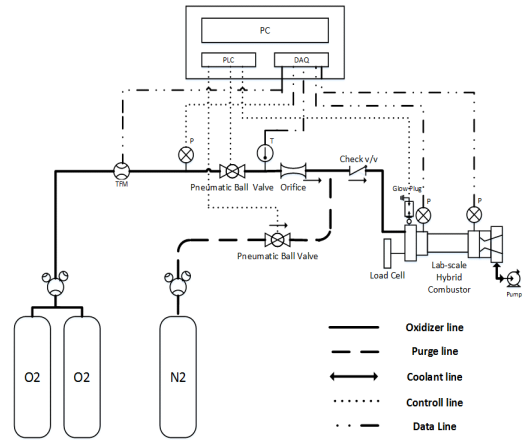 PC
PLC
DAQ
P
T
P
P
TFM
Pneumatic Ball Valve
Orifice
Check v/v
Glow Plug
Pneumatic Ball Valve
Load Cell
Lab-scale
Hybrid
Combustor
Pump
O2
O2
N2
Oxidizer line
Purge line
Coolant line
Controll line
Data Line